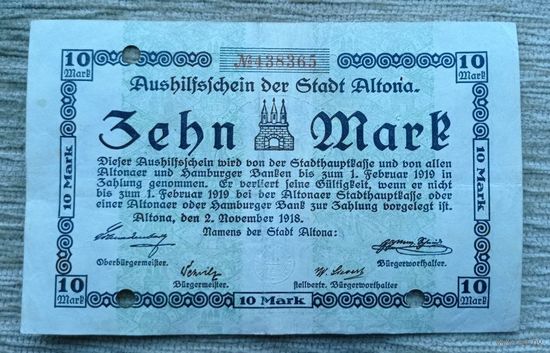 №438365
10 Mark
10 Mark
Aushilfsschein der Stadt Altona.
Zehn Mark
Dieser Aushilfsschein wird von der Stadthauptkasse und von allen
Altonaer und Hamburger Banken bis zum 1. Februar 1919 in
Zahlung genommen. Er verliert seine Gültigkeit, wenn er nicht
bis zum 1. Februar 1919 bei der Altonaer Stadthauptkasse oder
einer Altonaer oder Hamburger Bank zur Zahlung vorgelegt ist.
Altona, den 2. November 1918.
Namens der Stadt Altona:
Oberbürgermeister.
Bürgerworthalter.
Bürgermeister.
stellvertr. Bürgerworthalter
10 Mark
10 Mark
10 Mark
10 Mark
10 Mark